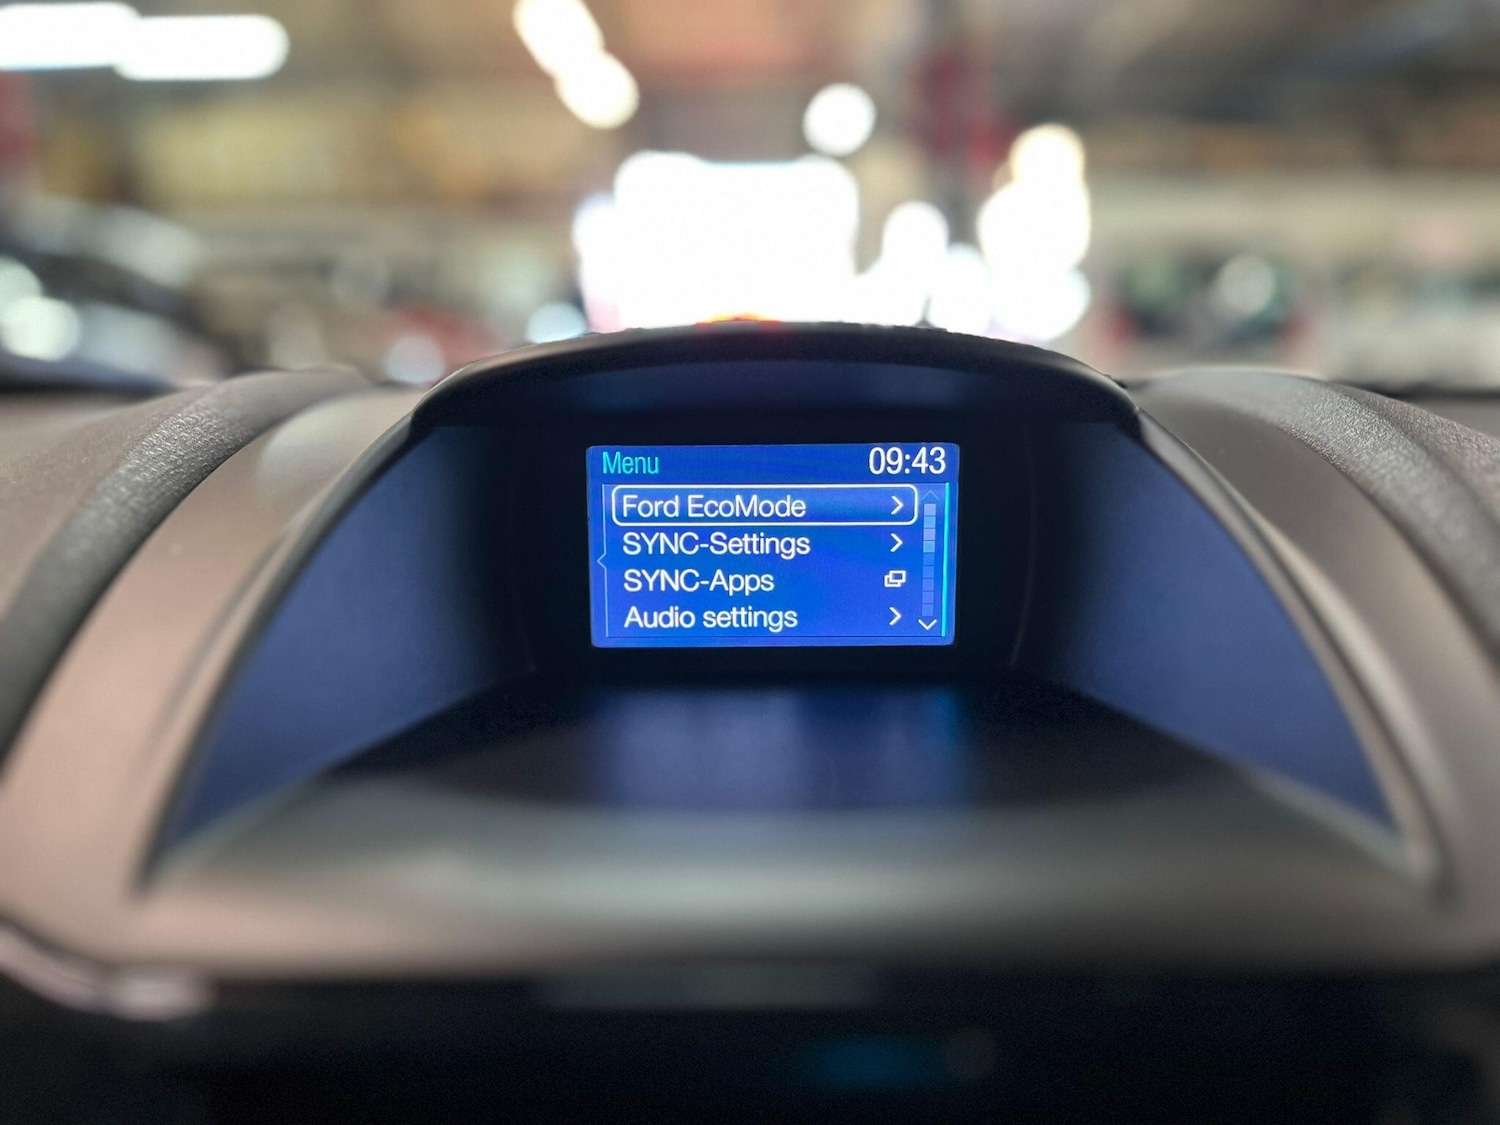 Menu 09:43
Ford EcoMode
SYNC-Settings
SYNC-Apps
Audio settings